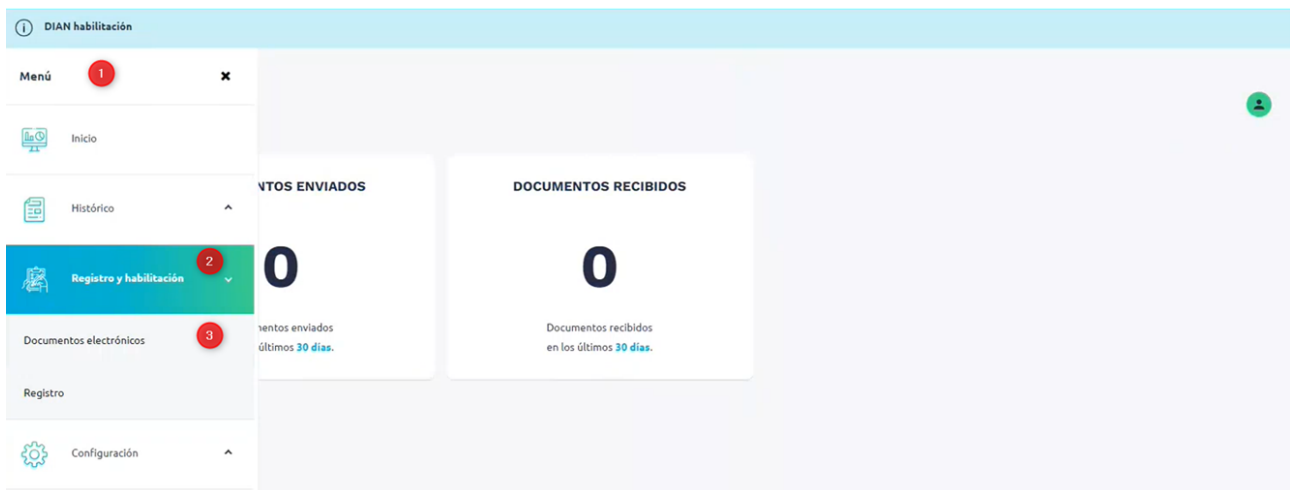 DIAN habilitación
Menú
1
Inicio
Histórico
Registro y habilitación
2
Documentos electrónicos
3
Registro
Configuración
NTOS ENVIADOS
0
entos enviados
últimos 30 días.
DOCUMENTOS RECIBIDOS
0
Documentos recibidos
en los últimos 30 días.